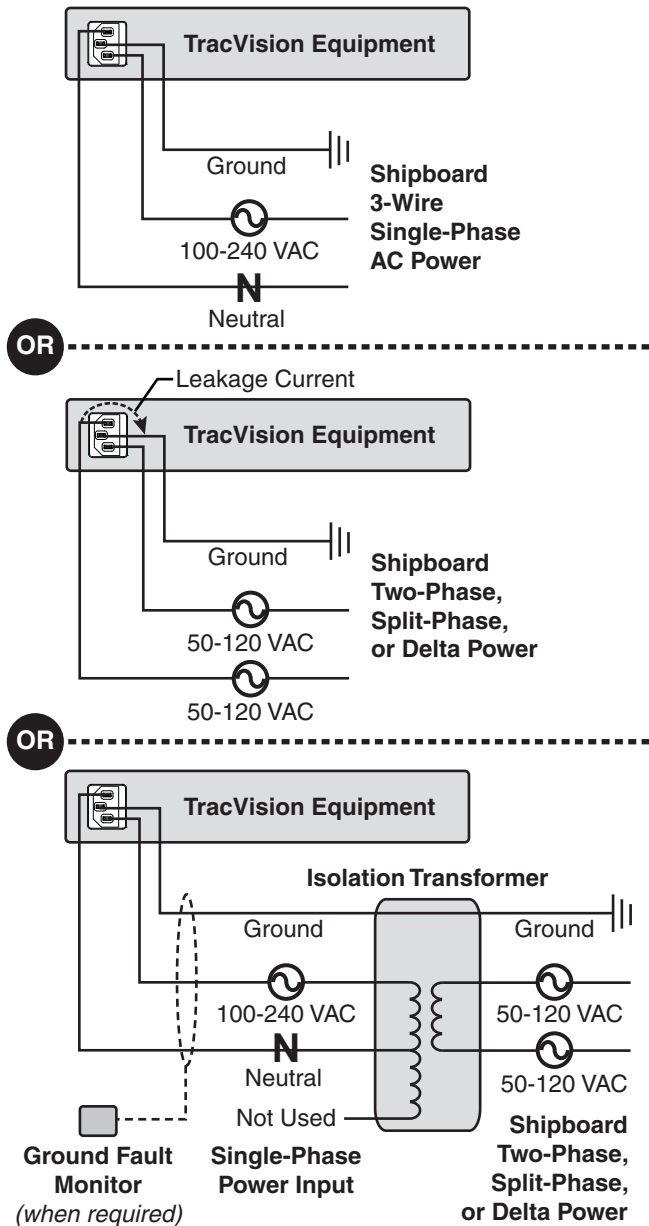 TracVision Equipment
Ground
Shipboard
3-Wire
Single-Phase
AC Power
100-240 VAC
N
Neutral
OR
Leakage Current
TracVision Equipment
Ground
Shipboard
Two-Phase,
Split-Phase,
or Delta Power
50-120 VAC
50-120 VAC
OR
TracVision Equipment
Isolation Transformer
Ground
Ground
100-240 VAC
50-120 VAC
N
Neutral
50-120 VAC
Not Used
Ground Fault
Monitor
(when required)
Single-Phase
Power Input
Shipboard
Two-Phase,
Split-Phase,
or Delta Power